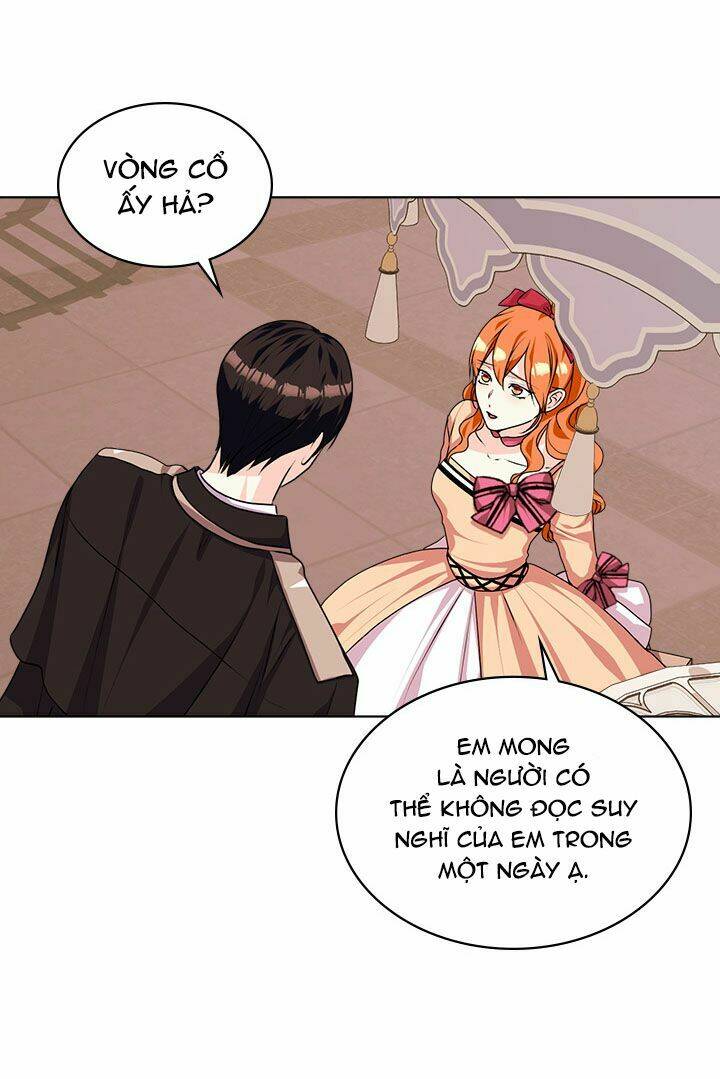 VÒNG CỔ
ẤY HẢ?
EM MONG
LÀ NGƯỜI CÓ
THỂ KHÔNG ĐỌC SUY
NGHĨ CỦA EM TRONG
MỘT NGÀY Ạ.